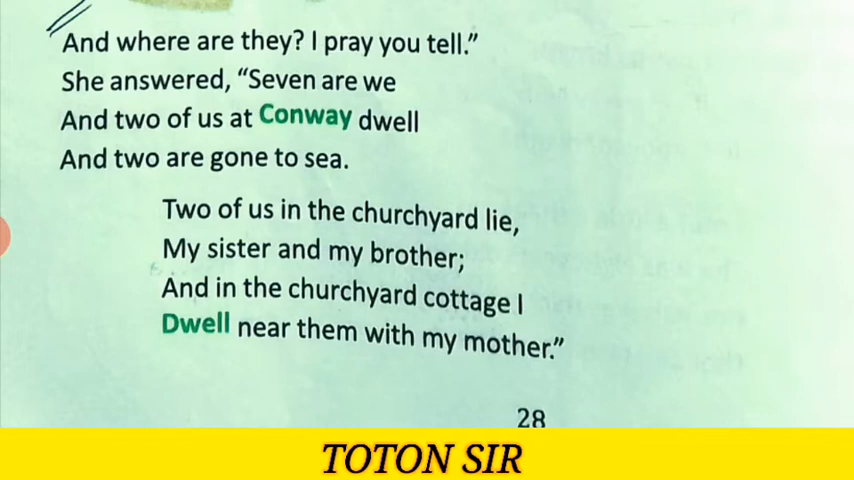 And where are they? I pray you tell.”
She answered, “Seven are we
And two of us at Conway dwell
And two are gone to sea.
Two of us in the churchyard lie,
My sister and my brother;
And in the churchyard cottage I
Dwell near them with my mother.”
28
TOTON SIR